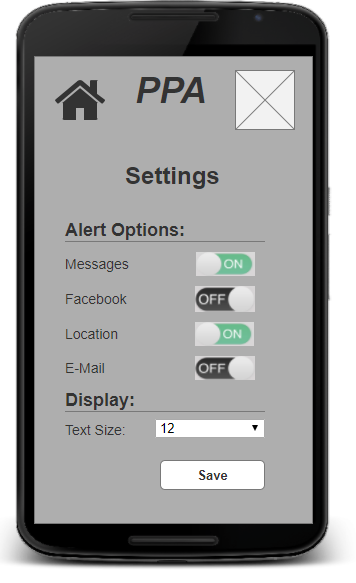 PPA
Settings
Alert Options:
Messages ON
Facebook OFF
Location ON
E-Mail OFF
Display:
Text Size: 12
Save